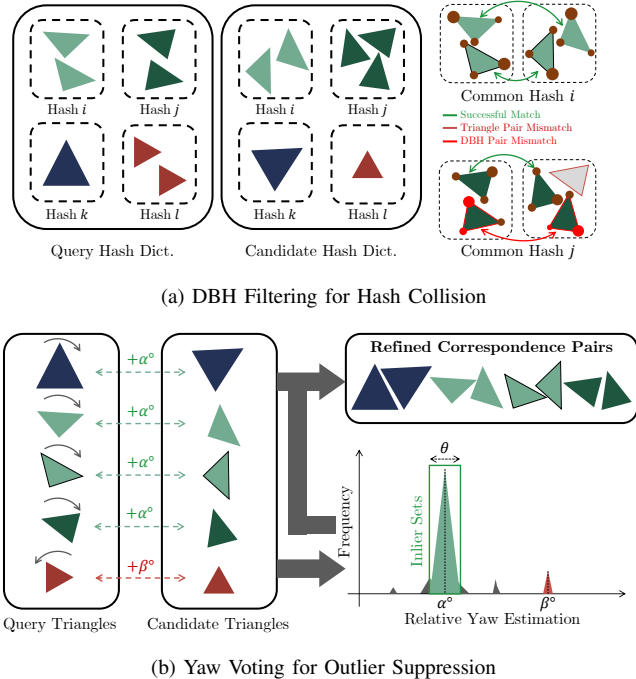 Hash i
Hash j
Hash k
Hash l
Query Hash Dict.
Hash i
Hash j
Hash k
Hash l
Candidate Hash Dict.
Common Hash i
Successful Match
Triangle Pair Mismatch
DBH Pair Mismatch
Common Hash j
(a) DBH Filtering for Hash Collision
+α°
+α°
+α°
+α°
+β°
Query Triangles
Candidate Triangles
Refined Correspondence Pairs
θ
Inlier Sets
Frequency
α°
β°
Relative Yaw Estimation
(b) Yaw Voting for Outlier Suppression